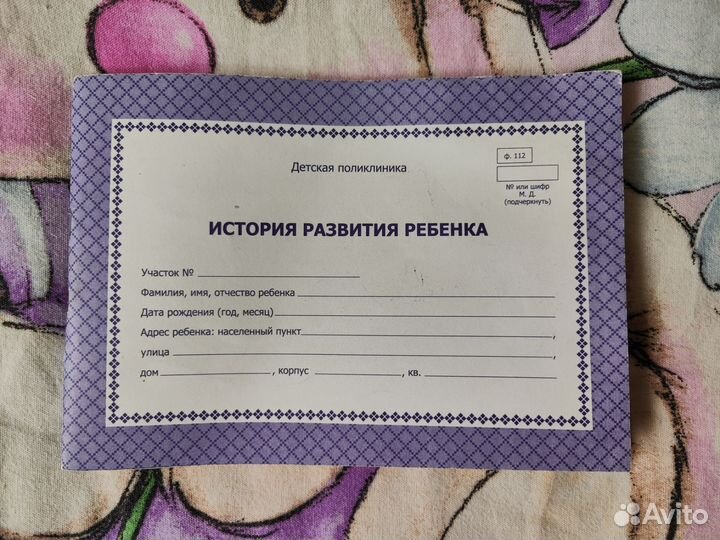 Детская поликлиника
ф. 112
№ или шифр
М. Д.
(подчеркнуть)
ИСТОРИЯ РАЗВИТИЯ РЕБЕНКА
Участок №
Фамилия, имя, отчество ребенка
Дата рождения (год, месяц)
Адрес ребенка: населенный пункт ,
улица ,
дом , корпус , кв.
Avito